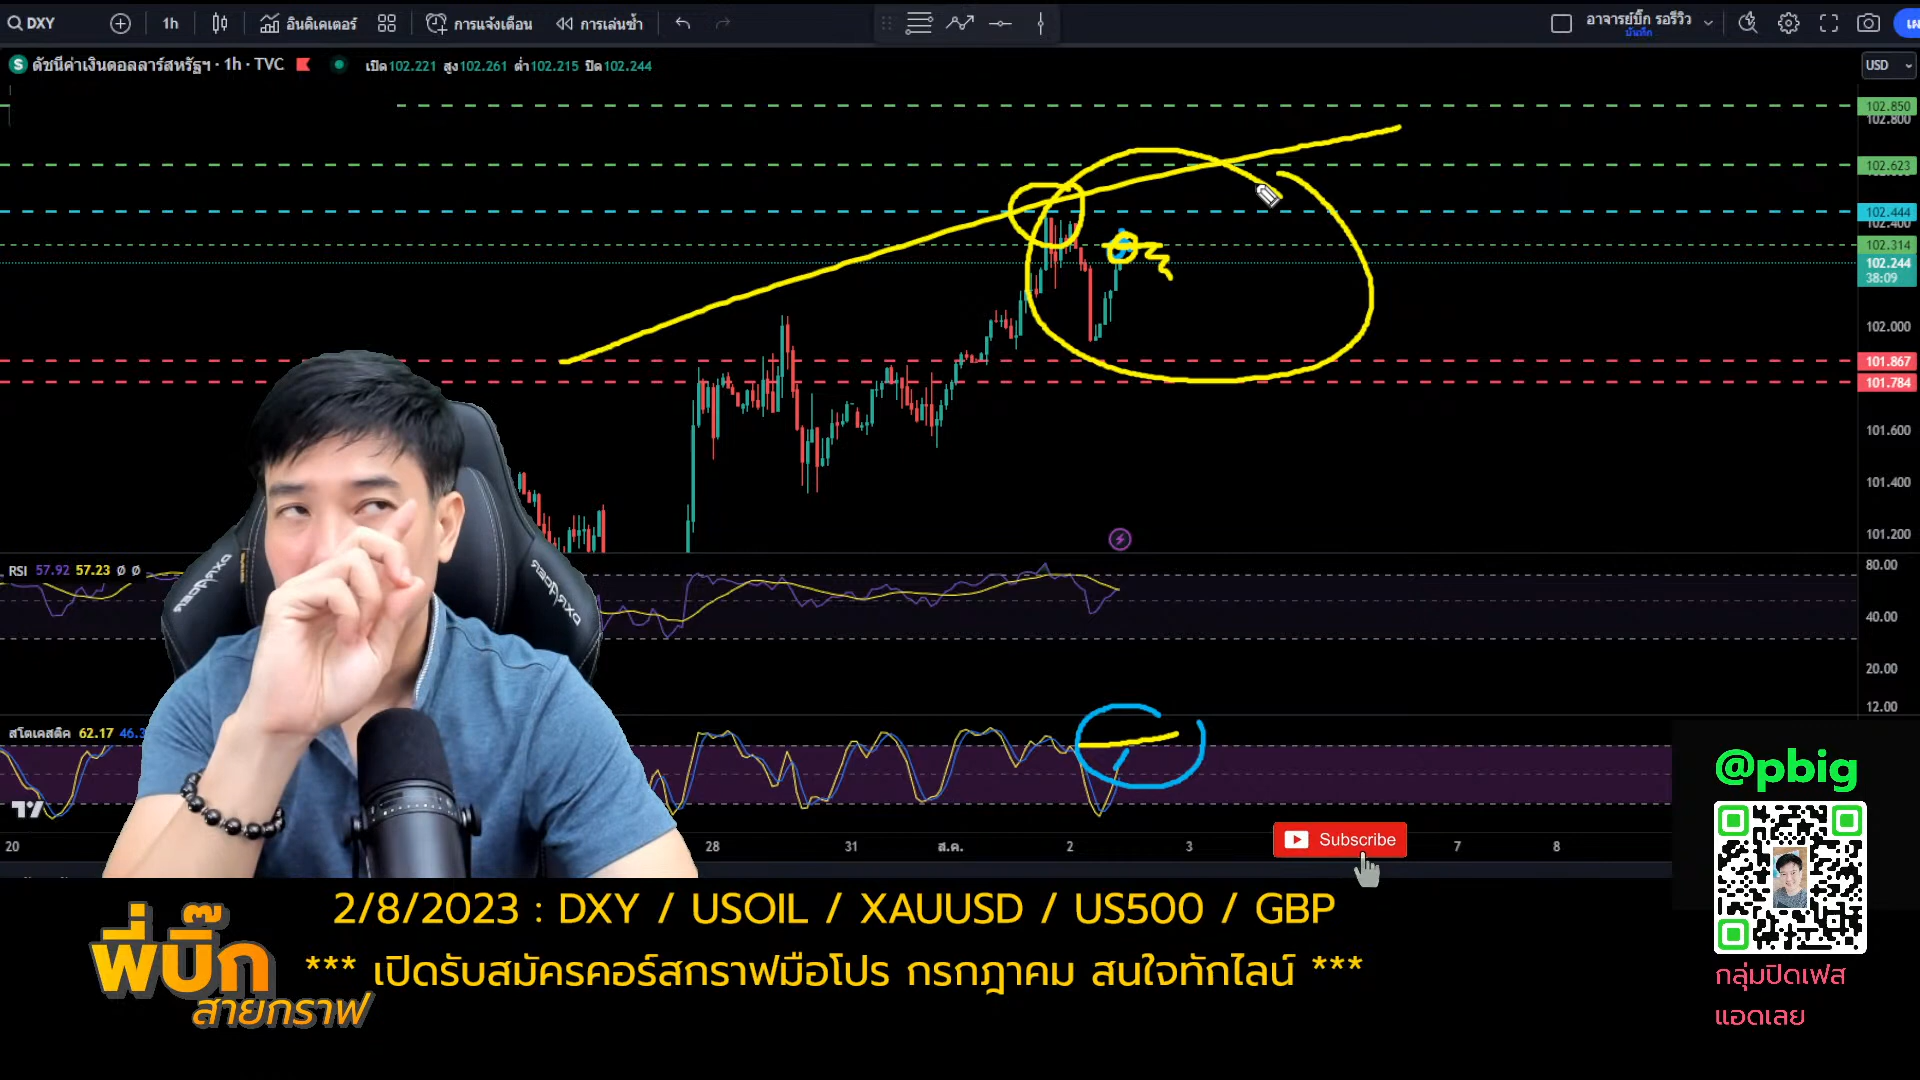 DXY 1h อินดิเคเตอร์ การแจ้งเตือน การเล่นซ้ำ อาจารย์บิ๊ก รอรีวิว
บันทึก
ดัชนีค่าเงินดอลลาร์สหรัฐฯ · 1h · TVC เปิด102.221 สูง102.261 ต่ำ102.215 ปิด102.244
USD
102.850
102.800
102.623
102.444
102.400
102.314
102.244
38:09
102.000
101.867
101.784
101.600
101.400
101.200
RSI 57.92 57.23 Ø Ø
80.00
40.00
20.00
12.00
สโตแคสติค 62.17 46.3
DXRACER
DXRACER
20 28 31 ส.ค. 2 3 7 8
Subscribe
@pbig
กลุ่มปิดเฟส
แอดเลย
พี่บิ๊ก
สายกราฟ
2/8/2023 : DXY / USOIL / XAUUSD / US500 / GBP
*** เปิดรับสมัครคอร์สกราฟมือโปร กรกฎาคม สนใจทักไลน์ ***